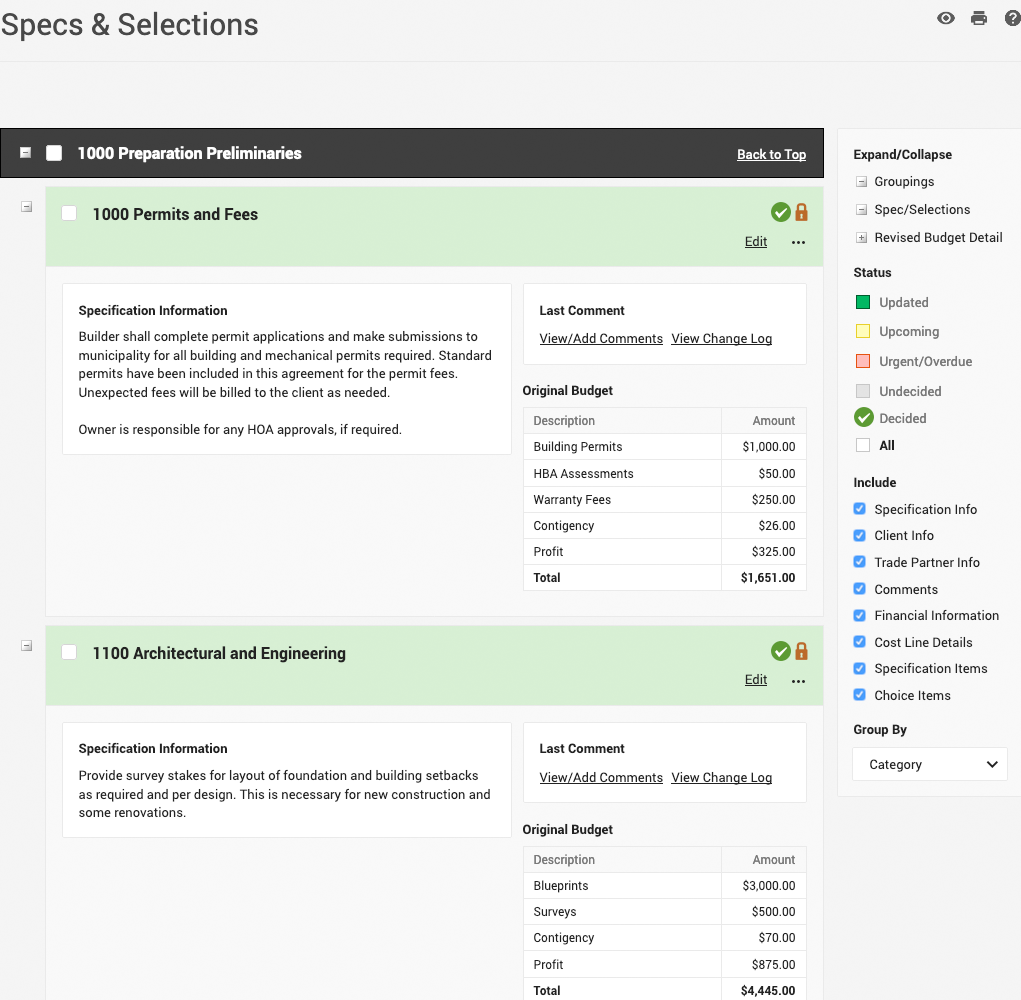 Specs & Selections
1000 Preparation Preliminaries
Back to Top
1000 Permits and Fees
Edit
...
Specification Information
Builder shall complete permit applications and make submissions to
municipality for all building and mechanical permits required. Standard
permits have been included in this agreement for the permit fees.
Unexpected fees will be billed to the client as needed.
Owner is responsible for any HOA approvals, if required.
Last Comment
View/Add Comments View Change Log
Original Budget
Description Amount
Building Permits $1,000.00
HBA Assessments $50.00
Warranty Fees $250.00
Contigency $26.00
Profit $325.00
Total $1,651.00
1100 Architectural and Engineering
Edit
...
Specification Information
Provide survey stakes for layout of foundation and building setbacks
as required and per design. This is necessary for new construction and
some renovations.
Last Comment
View/Add Comments View Change Log
Original Budget
Description Amount
Blueprints $3,000.00
Surveys $500.00
Contigency $70.00
Profit $875.00
Total $4,445.00
Expand/Collapse
Groupings
Spec/Selections
Revised Budget Detail
Status
Updated
Upcoming
Urgent/Overdue
Undecided
Decided
All
Include
Specification Info
Client Info
Trade Partner Info
Comments
Financial Information
Cost Line Details
Specification Items
Choice Items
Group By
Category